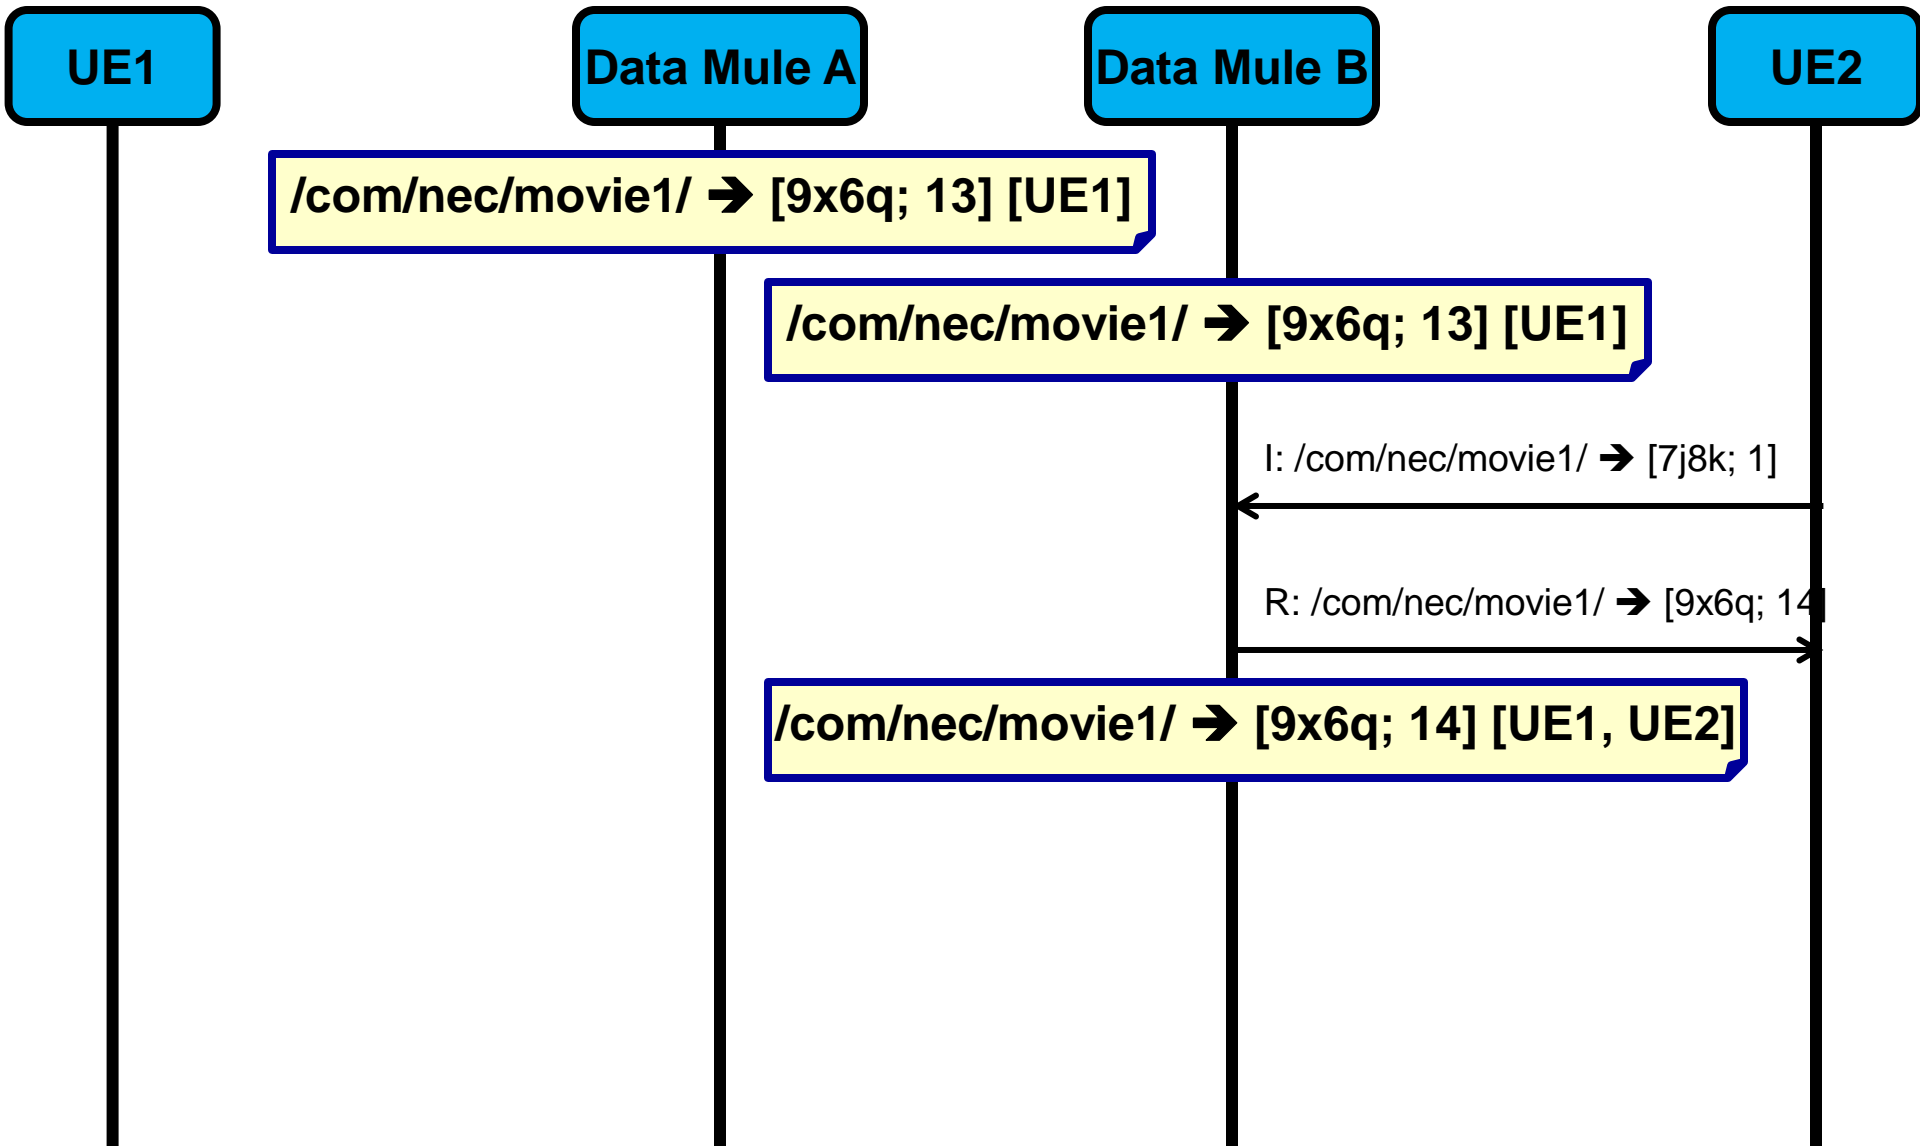 UE1
Data Mule A
Data Mule B
UE2
/com/nec/movie1/ ➔ [9x6q; 13] [UE1]
/com/nec/movie1/ ➔ [9x6q; 13] [UE1]
I: /com/nec/movie1/ ➔ [7j8k; 1]
R: /com/nec/movie1/ ➔ [9x6q; 14]
/com/nec/movie1/ ➔ [9x6q; 14] [UE1, UE2]